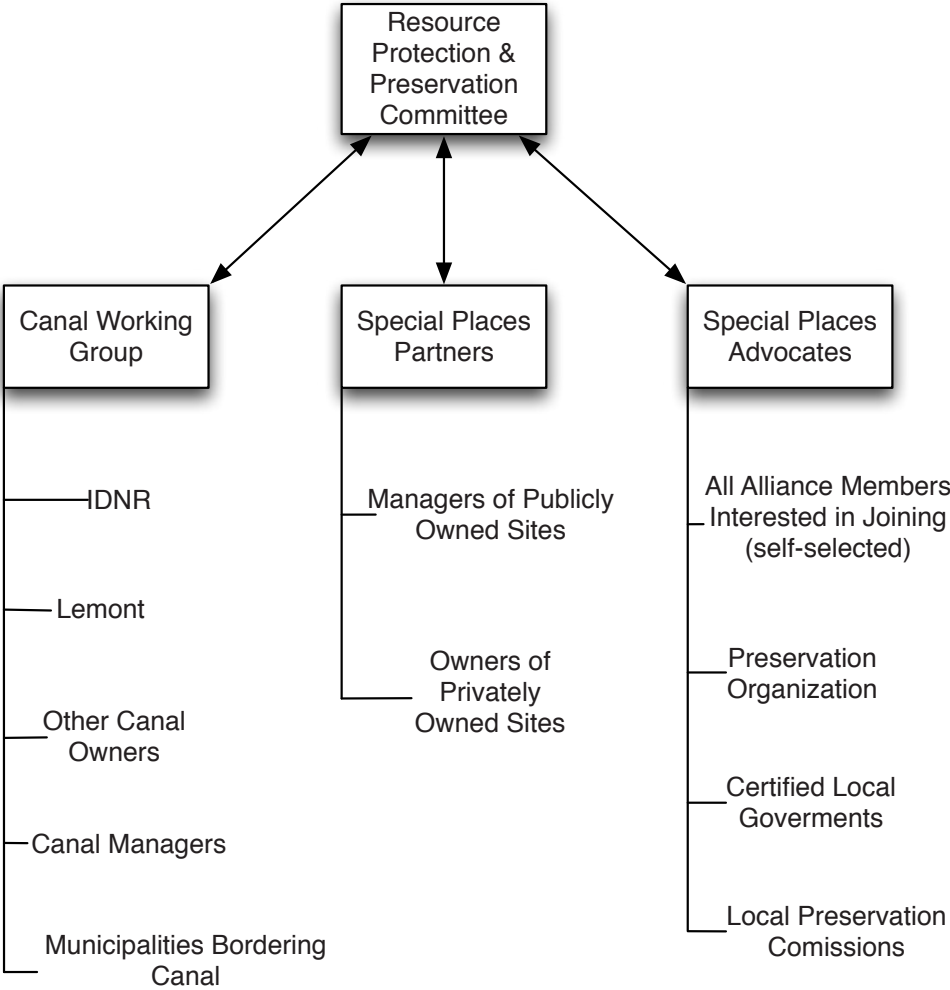 Resource
Protection &
Preservation
Committee
Canal Working
Group
IDNR
Lemont
Other Canal
Owners
Canal Managers
Municipalities Bordering
Canal
Special Places
Partners
Managers of Publicly
Owned Sites
Owners of
Privately
Owned Sites
Special Places
Advocates
All Alliance Members
Interested in Joining
(self-selected)
Preservation
Organization
Certified Local
Goverments
Local Preservation
Comissions